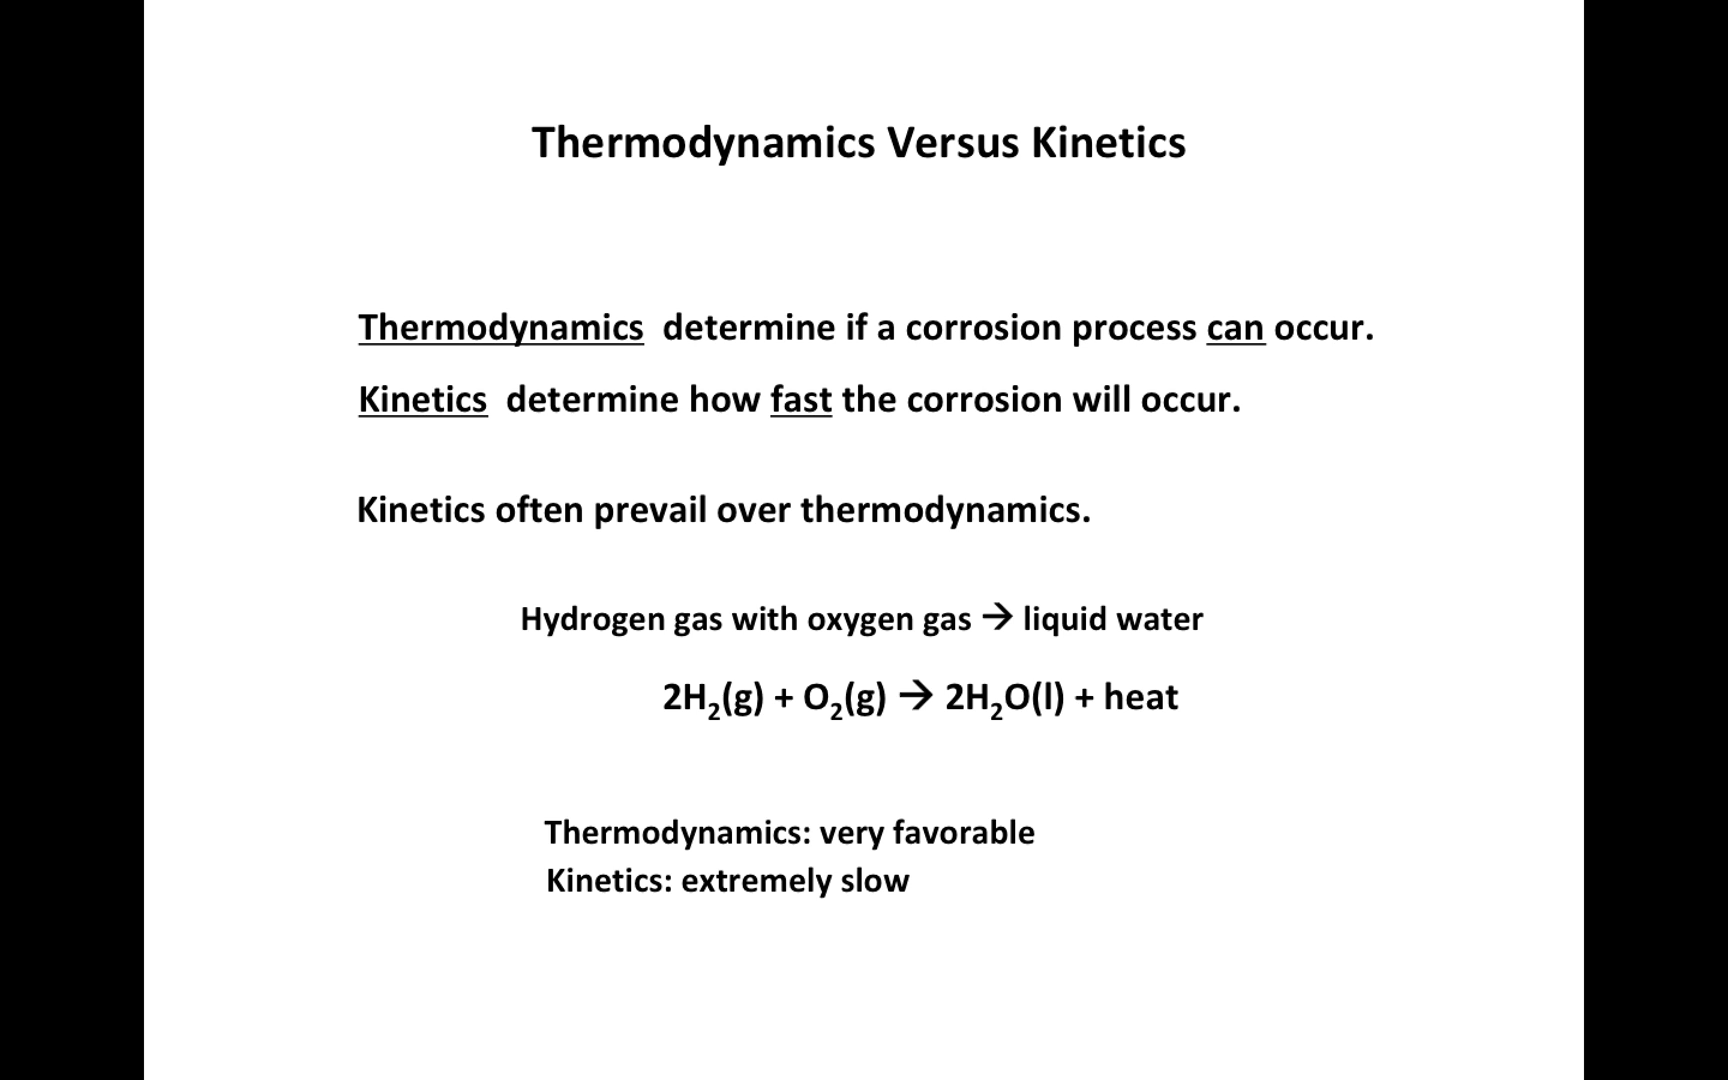 Thermodynamics Versus Kinetics
Thermodynamics determine if a corrosion process can occur.
Kinetics determine how fast the corrosion will occur.
Kinetics often prevail over thermodynamics.
Hydrogen gas with oxygen gas → liquid water
2H₂(g) + O₂(g) → 2H₂O(l) + heat
Thermodynamics: very favorable
Kinetics: extremely slow